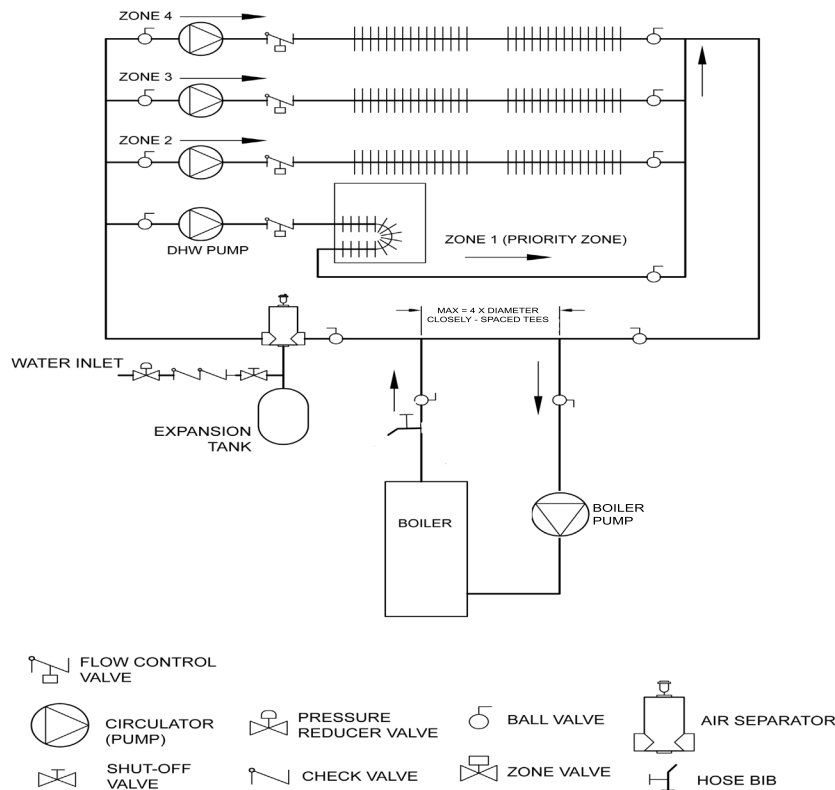 ZONE 4
ZONE 3
ZONE 2
DHW PUMP
ZONE 1 (PRIORITY ZONE)
MAX = 4 X DIAMETER
CLOSELY - SPACED TEES
WATER INLET
EXPANSION
TANK
BOILER
BOILER
PUMP
FLOW CONTROL
VALVE
CIRCULATOR
(PUMP)
PRESSURE
REDUCER VALVE
BALL VALVE
AIR SEPARATOR
SHUT-OFF
VALVE
CHECK VALVE
ZONE VALVE
HOSE BIB